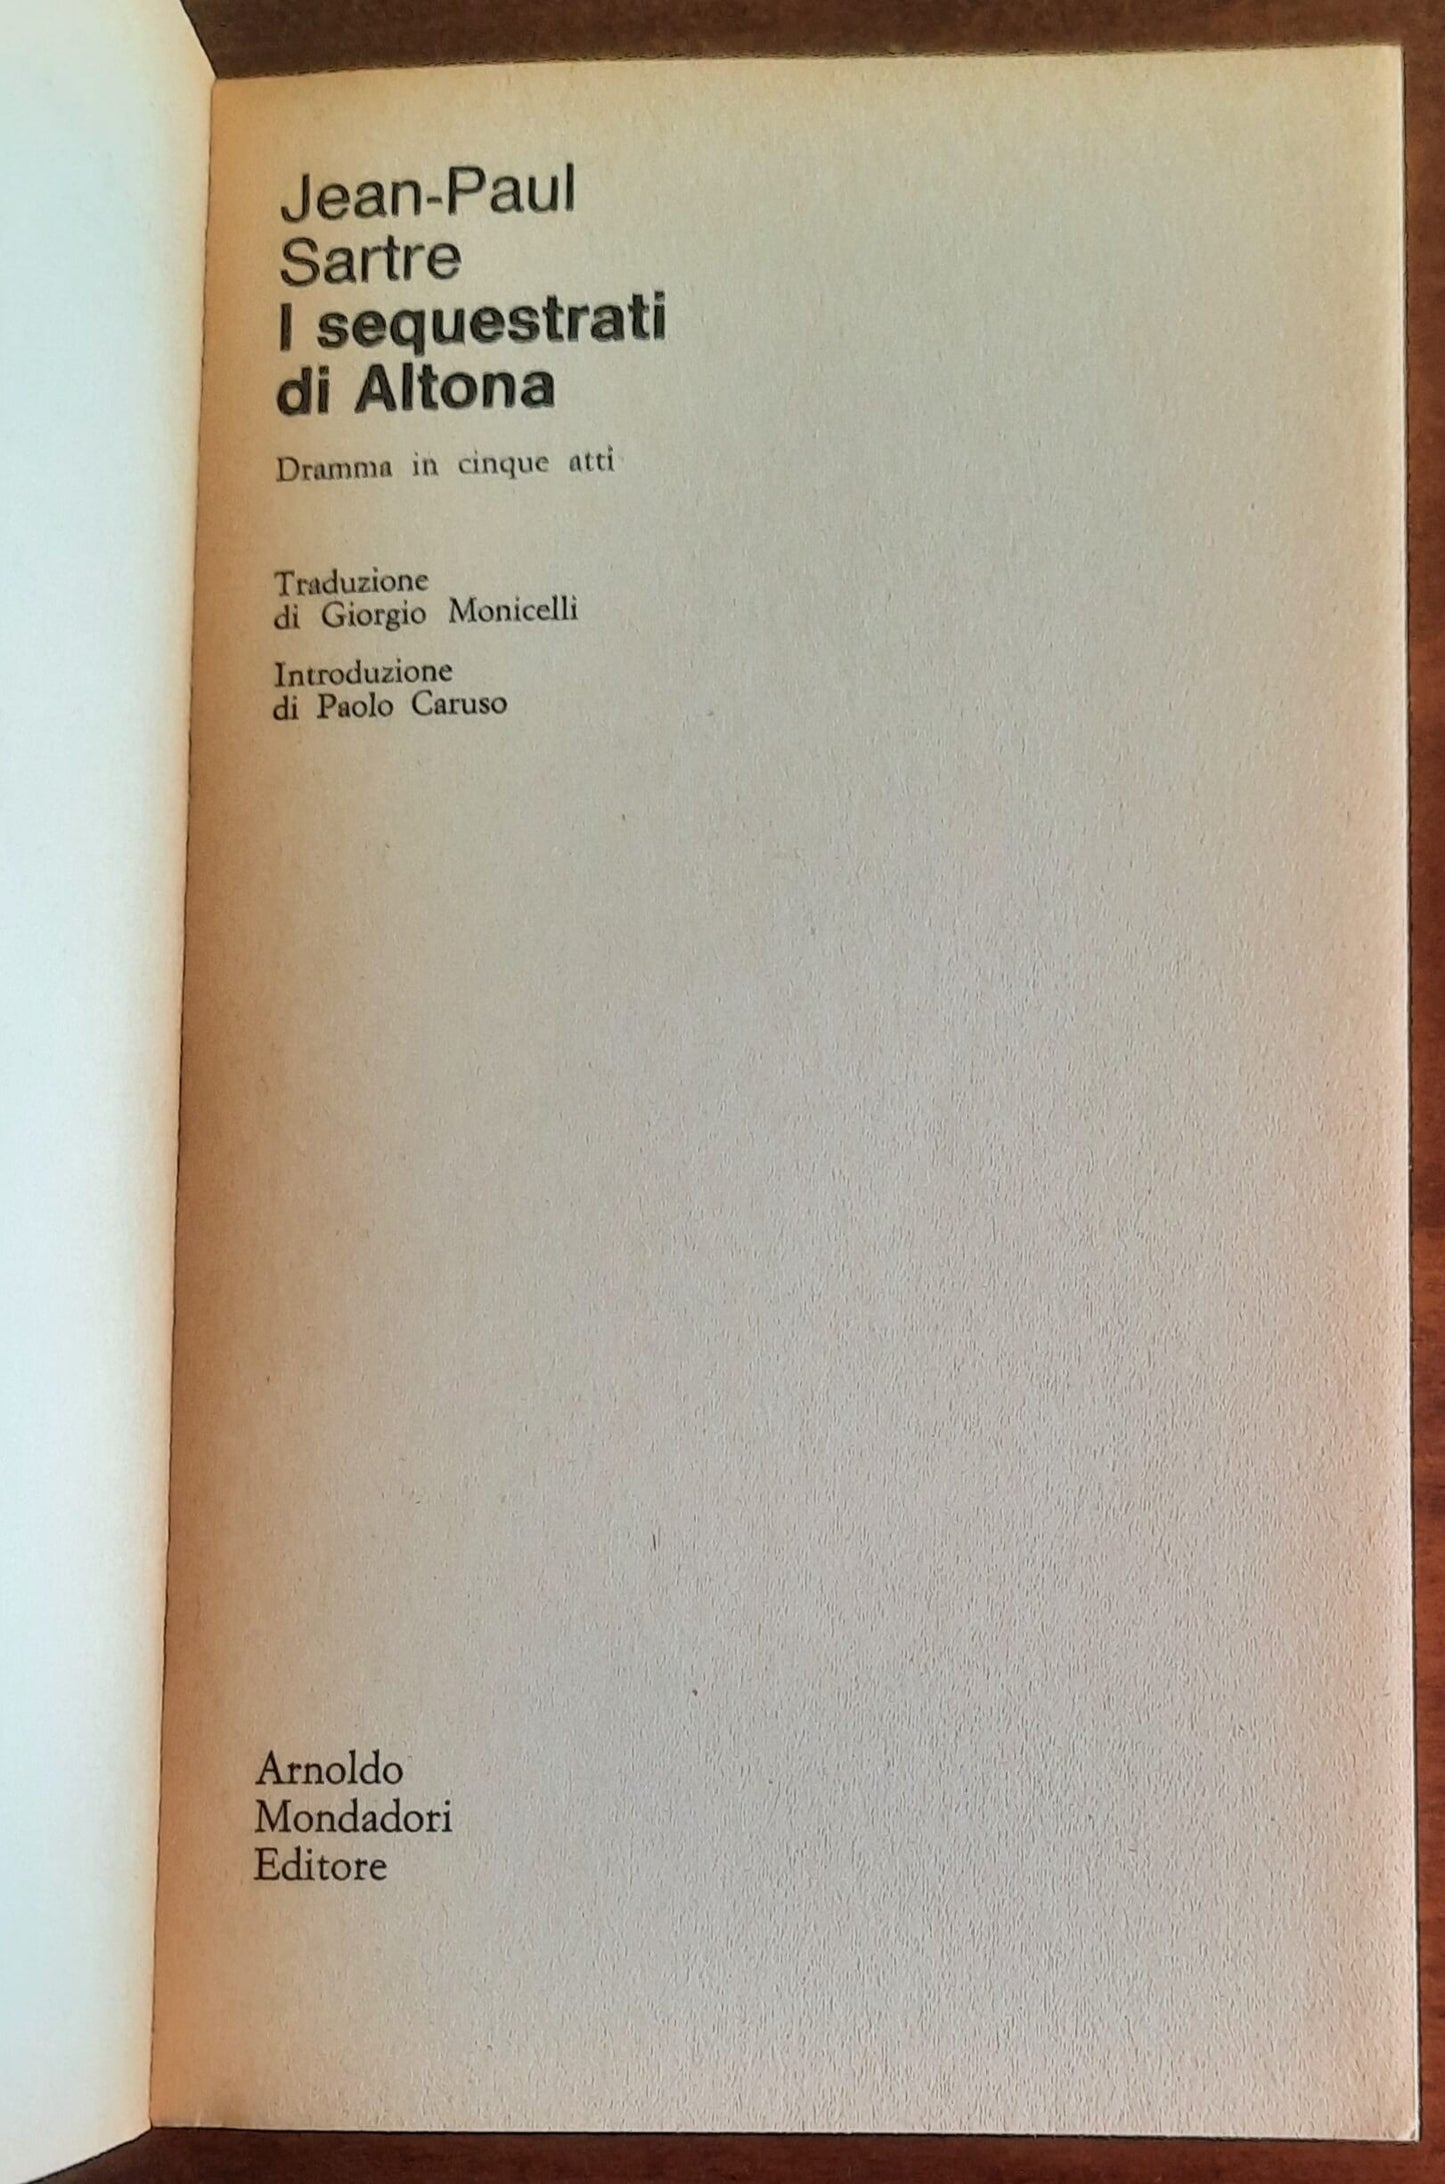 Jean-Paul
Sartre
I sequestrati
di Altona
Dramma in cinque atti
Traduzione
di Giorgio Monicelli
Introduzione
di Paolo Caruso
Arnoldo
Mondadori
Editore